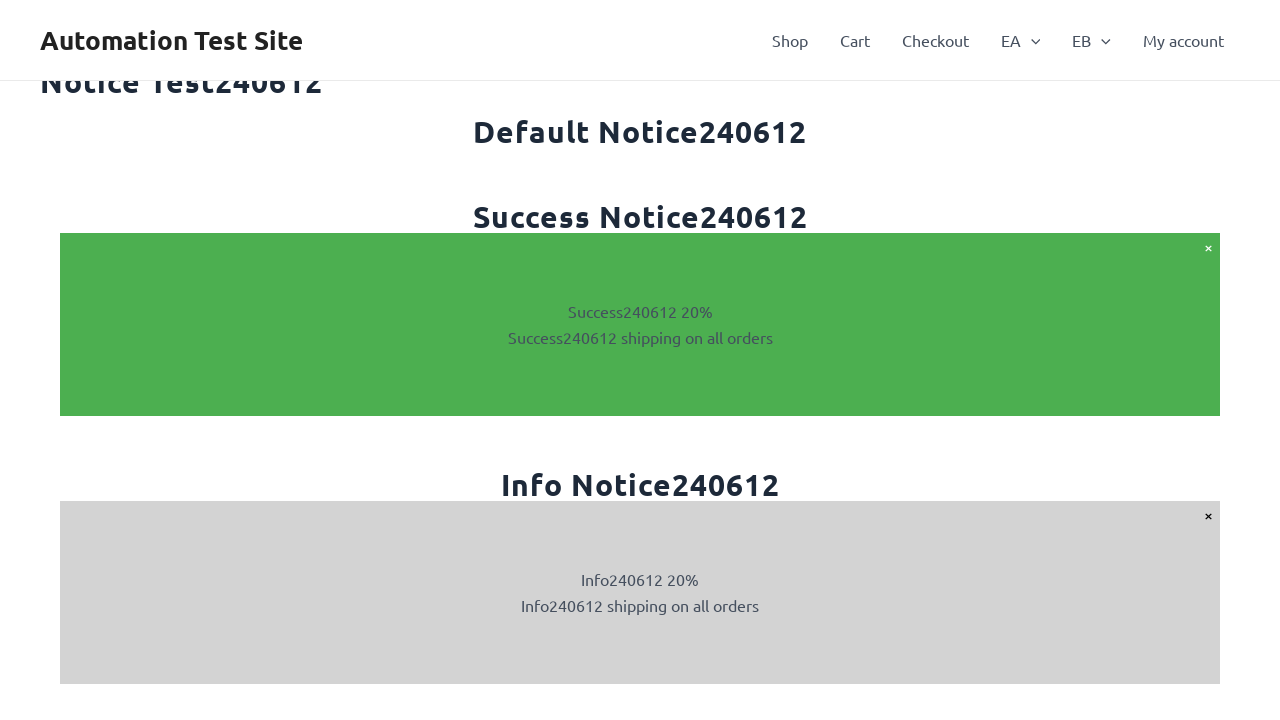 Automation Test Site
Shop
Cart
Checkout
EA
EB
My account
Notice Test240612
Default Notice240612
Success Notice240612
×
Success240612 20%
Success240612 shipping on all orders
Info Notice240612
×
Info240612 20%
Info240612 shipping on all orders